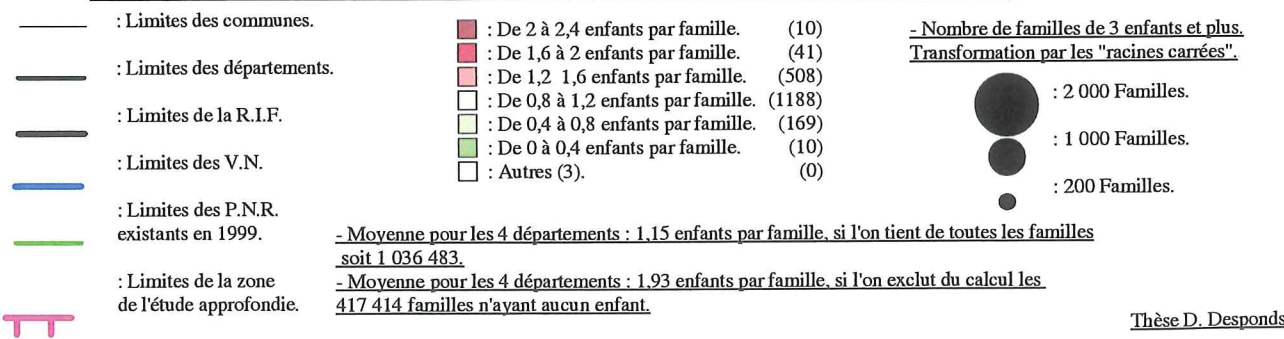 : Limites des communes.
: Limites des départements.
: Limites de la R.I.F.
: Limites des V.N.
: Limites des P.N.R.
existants en 1999.
: Limites de la zone
de l'étude approfondie.
: De 2 à 2,4 enfants par famille. (10)
: De 1,6 à 2 enfants par famille. (41)
: De 1,2 1,6 enfants par famille. (508)
: De 0,8 à 1,2 enfants par famille. (1188)
: De 0,4 à 0,8 enfants par famille. (169)
: De 0 à 0,4 enfants par famille. (10)
: Autres (3). (0)
- Nombre de familles de 3 enfants et plus.
Transformation par les "racines carrées".
: 2 000 Familles.
: 1 000 Familles.
: 200 Familles.
- Moyenne pour les 4 départements : 1,15 enfants par famille, si l'on tient de toutes les familles
soit 1 036 483.
- Moyenne pour les 4 départements : 1,93 enfants par famille, si l'on exclut du calcul les
417 414 familles n'ayant aucun enfant.
Thèse D. Desponds